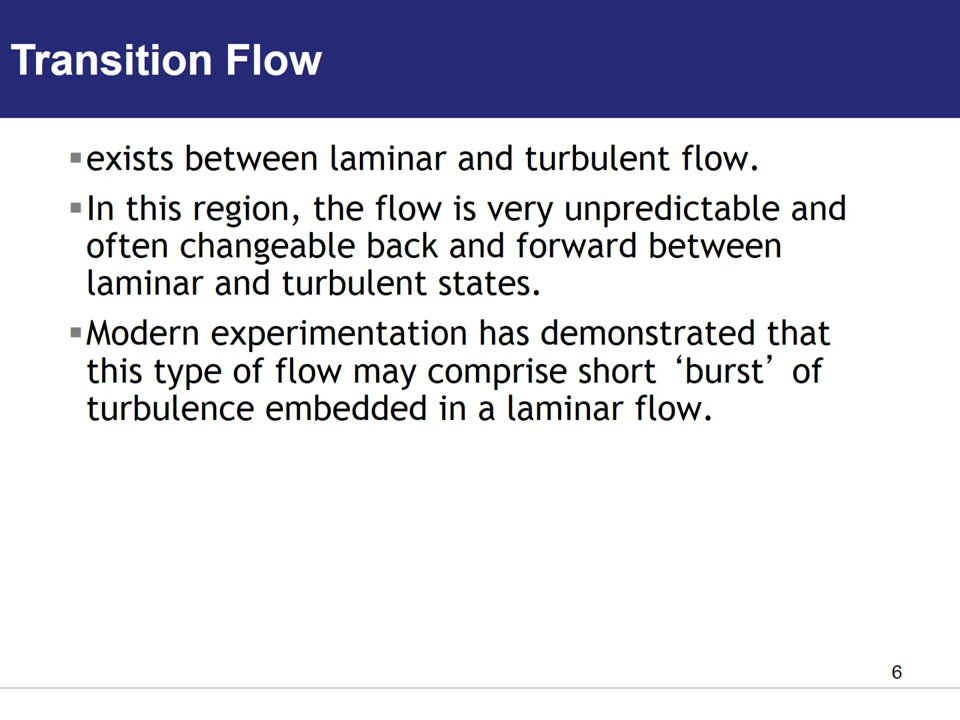 Transition Flow
▪exists between laminar and turbulent flow.
▪In this region, the flow is very unpredictable and
often changeable back and forward between
laminar and turbulent states.
▪Modern experimentation has demonstrated that
this type of flow may comprise short ‘burst’ of
turbulence embedded in a laminar flow.
6